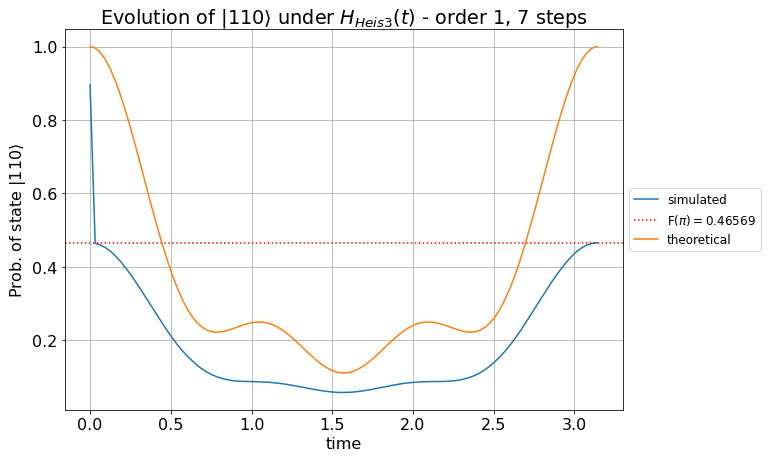 Evolution of |110⟩ under H_{Heis3}(t) - order 1, 7 steps
Prob. of state |110⟩
1.0
0.8
0.6
0.4
0.2
0.0 0.5 1.0 1.5 2.0 2.5 3.0
time
simulated
F(π) = 0.46569
theoretical